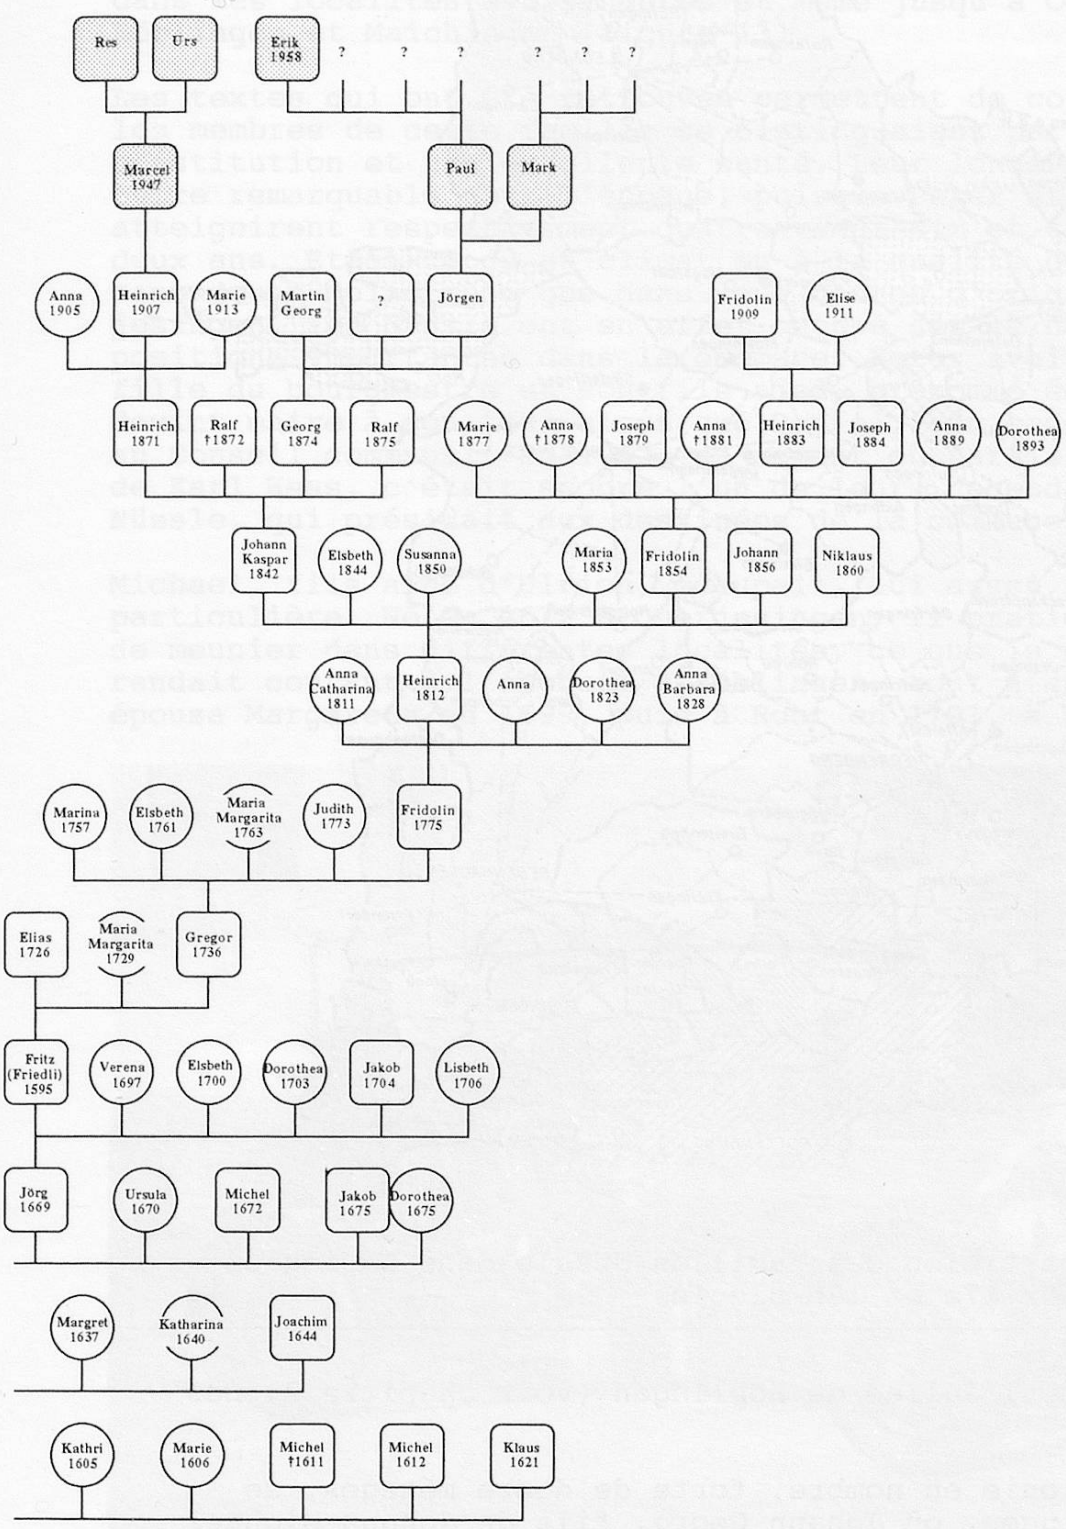 Res
Urs
Erik
1958
?
?
?
?
?
?
Marcel
1947
Paul
Mark
Anna
1905
Heinrich
1907
Marie
1913
Martin
Georg
?
Jörgen
Fridolin
1909
Elise
1911
Heinrich
1871
Ralf
†1872
Georg
1874
Ralf
1875
Marie
1877
Anna
†1878
Joseph
1879
Anna
†1881
Heinrich
1883
Joseph
1884
Anna
1889
Dorothea
1893
Johann
Kaspar
1842
Elsbeth
1844
Susanna
1850
Maria
1853
Fridolin
1854
Johann
1856
Niklaus
1860
Anna
Catharina
1811
Heinrich
1812
Anna
Dorothea
1823
Anna
Barbara
1828
Marina
1757
Elsbeth
1761
Maria
Margarita
1763
Judith
1773
Fridolin
1775
Elias
1726
Maria
Margarita
1729
Gregor
1736
Fritz
(Friedli)
1595
Verena
1697
Elsbeth
1700
Dorothea
1703
Jakob
1704
Lisbeth
1706
Jörg
1669
Ursula
1670
Michel
1672
Jakob
1675
Dorothea
1675
Margret
1637
Katharina
1640
Joachim
1644
Kathri
1605
Marie
1606
Michel
†1611
Michel
1612
Klaus
1621